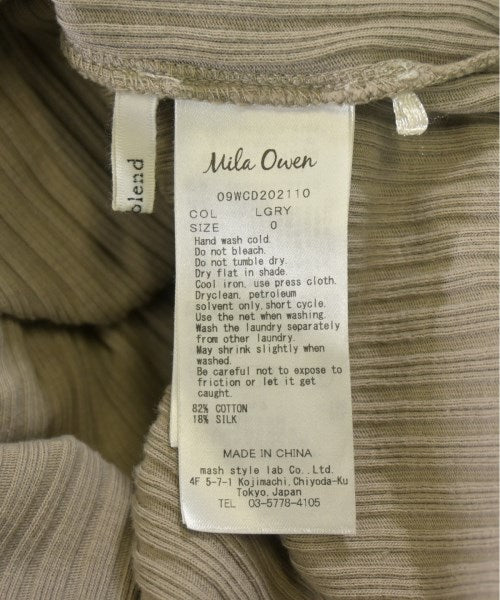 blend
Mila Owen
09WCD202110
COL LGRY
SIZE 0
Hand wash cold.
Do not bleach.
Do not tumble dry.
Dry flat in shade.
Cool iron, use press cloth.
Dryclean, petroleum
solvent only,short cycle.
Use the net when washing.
Wash the laundry separately
from other laundry.
May shrink slightly when
washed.
Be careful not to expose to
friction or let it get
caught.
82% COTTON
18% SILK
MADE IN CHINA
mash style lab Co.,Ltd.
4F 5-7-1 Kojimachi,Chiyoda-Ku
Tokyo,Japan
TEL 03-5778-4105